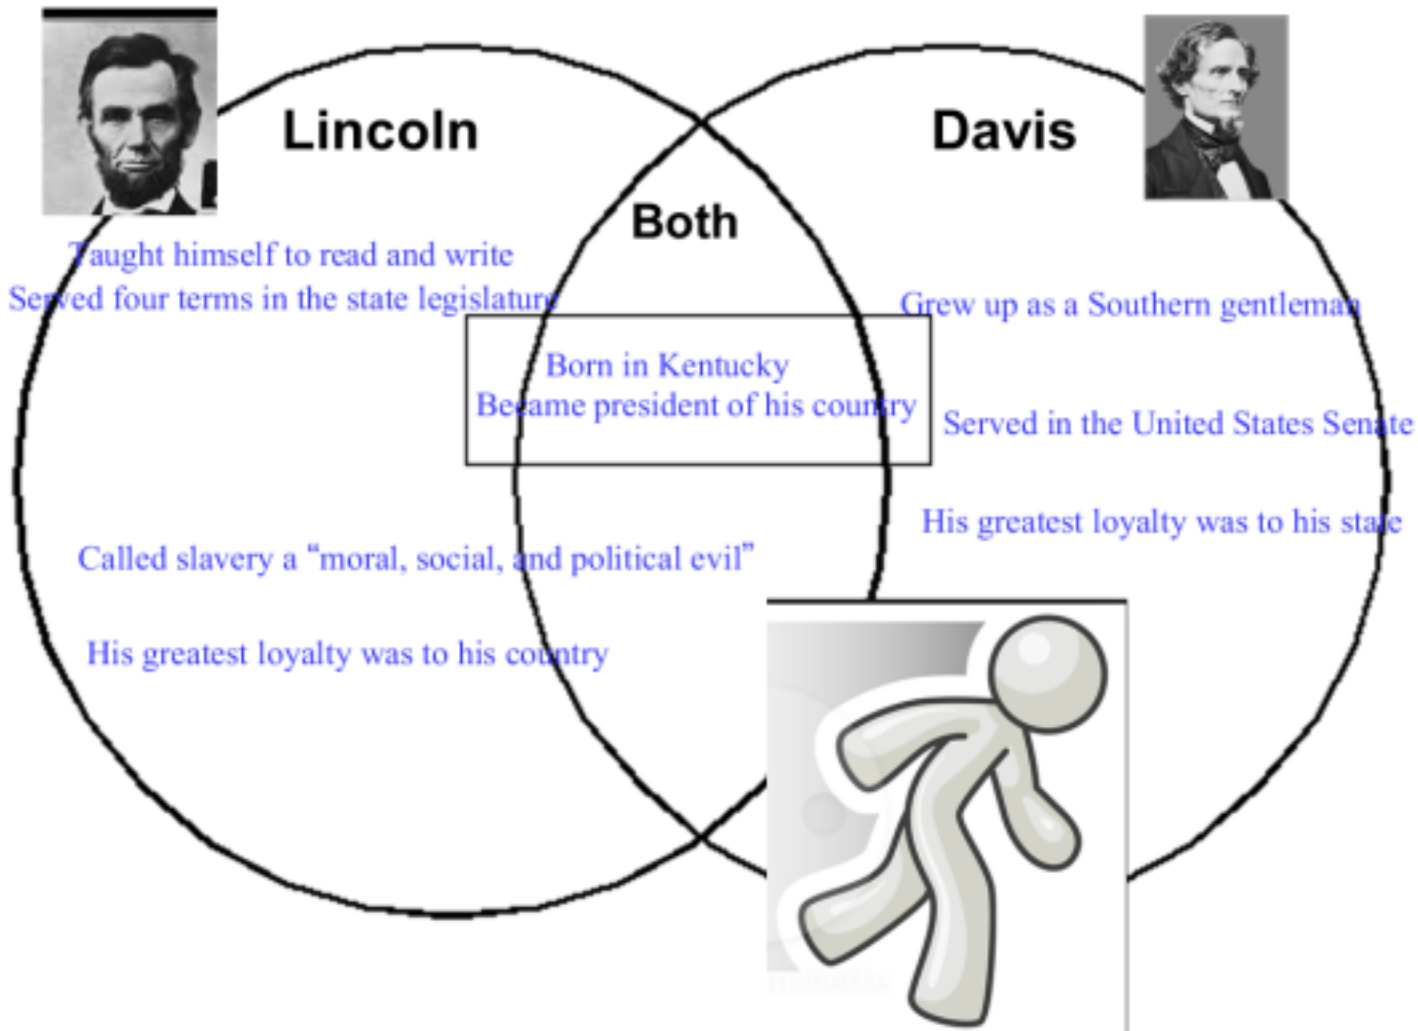 Lincoln
Davis
Both
Taught himself to read and write
Served four terms in the state legislature
Grew up as a Southern gentleman
Born in Kentucky
Became president of his country
Served in the United States Senate
His greatest loyalty was to his state
Called slavery a “moral, social, and political evil”
His greatest loyalty was to his country